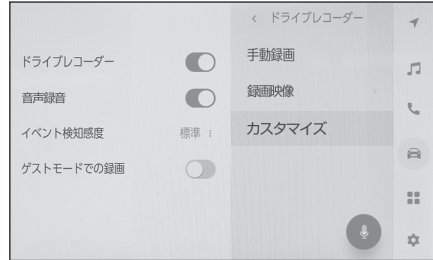 ドライブレコーダー
音声録音
イベント検知感度 標準
ゲストモードでの録画
< ドライブレコーダー
手動録画
録画映像
カスタマイズ